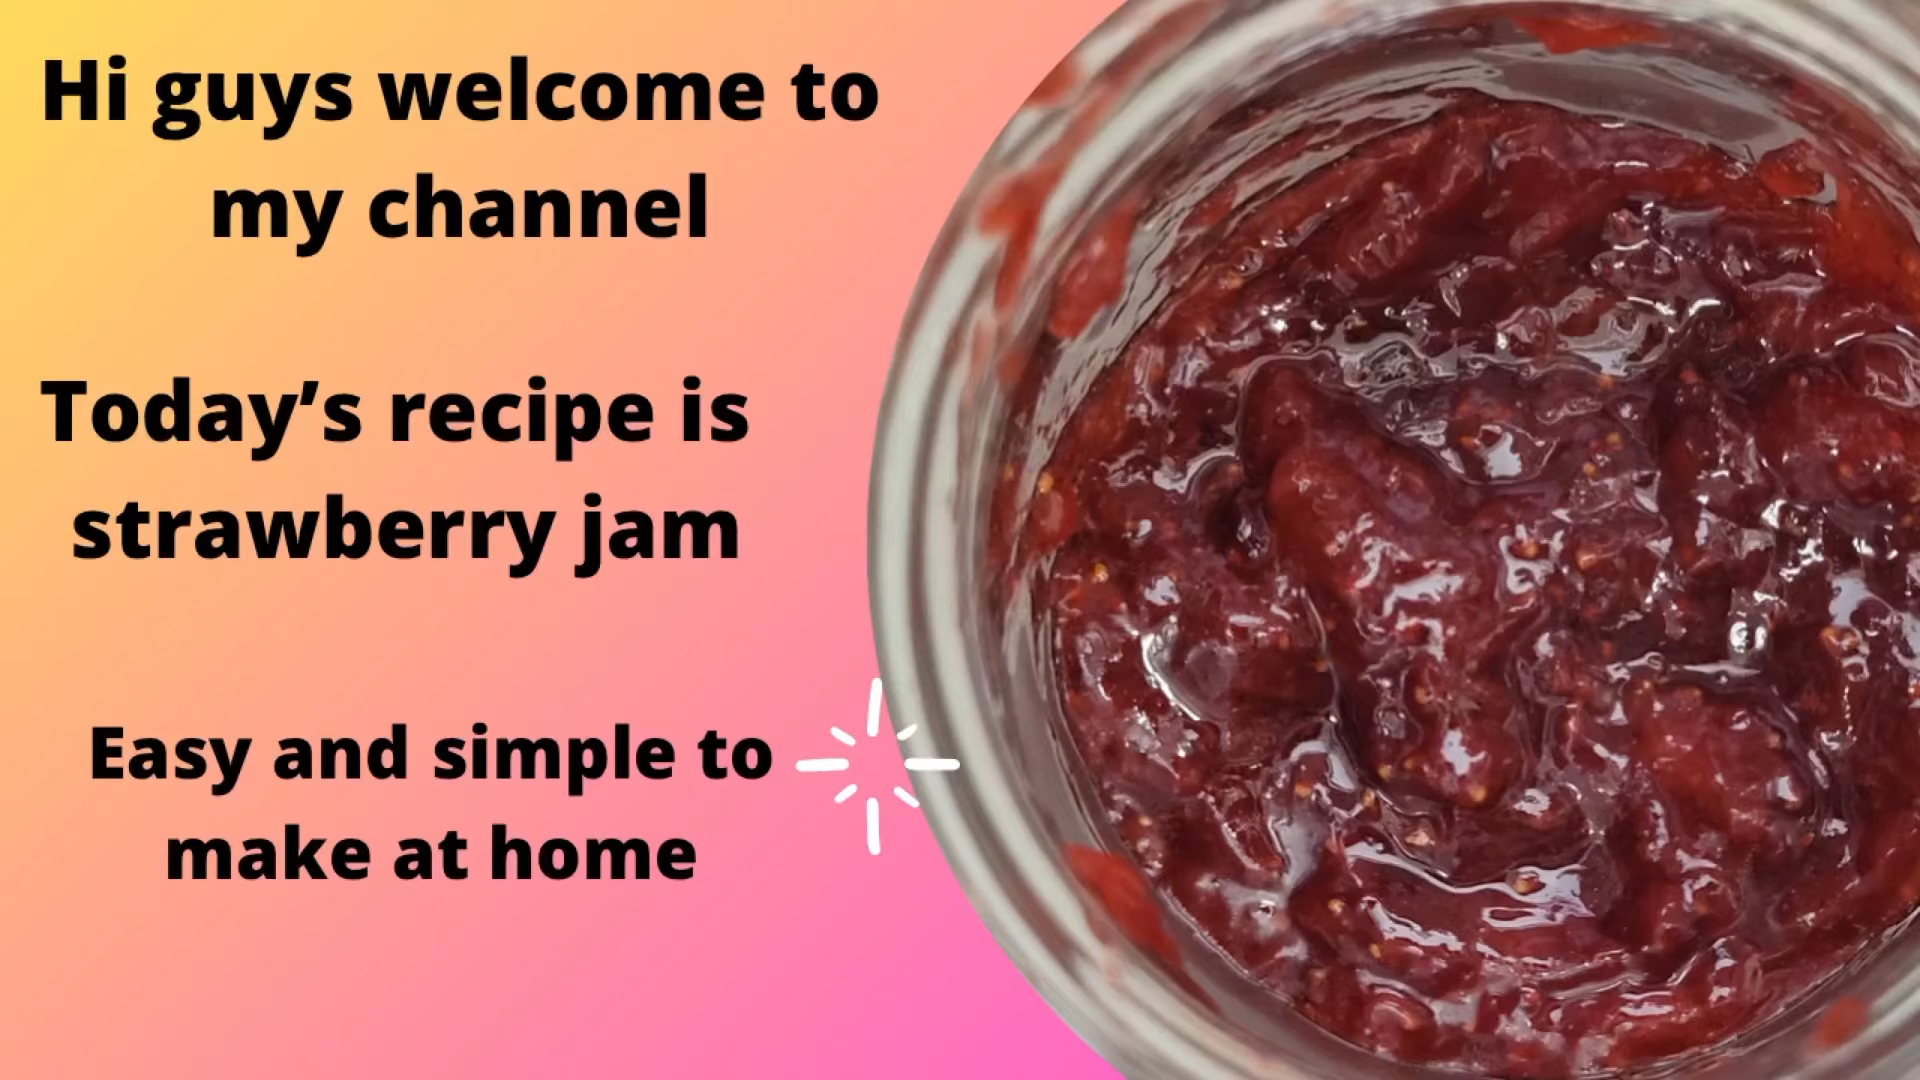 Hi guys welcome to
my channel
Today’s recipe is
strawberry jam
Easy and simple to
make at home